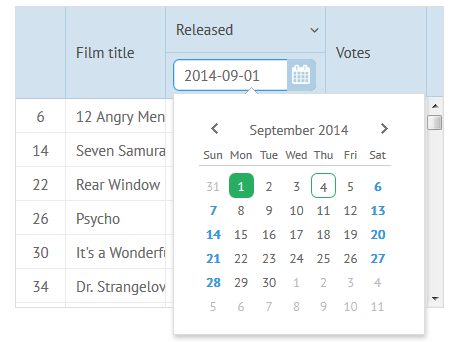 Released
Film title
Votes
2014-09-01
6 12 Angry Men
14 Seven Samura
22 Rear Window
26 Psycho
30 It's a Wonderfu
34 Dr. Strangelov
September 2014
Sun Mon Tue Wed Thu Fri Sat
31 1 2 3 4 5 6
7 8 9 10 11 12 13
14 15 16 17 18 19 20
21 22 23 24 25 26 27
28 29 30 1 2 3 4
5 6 7 8 9 10 11